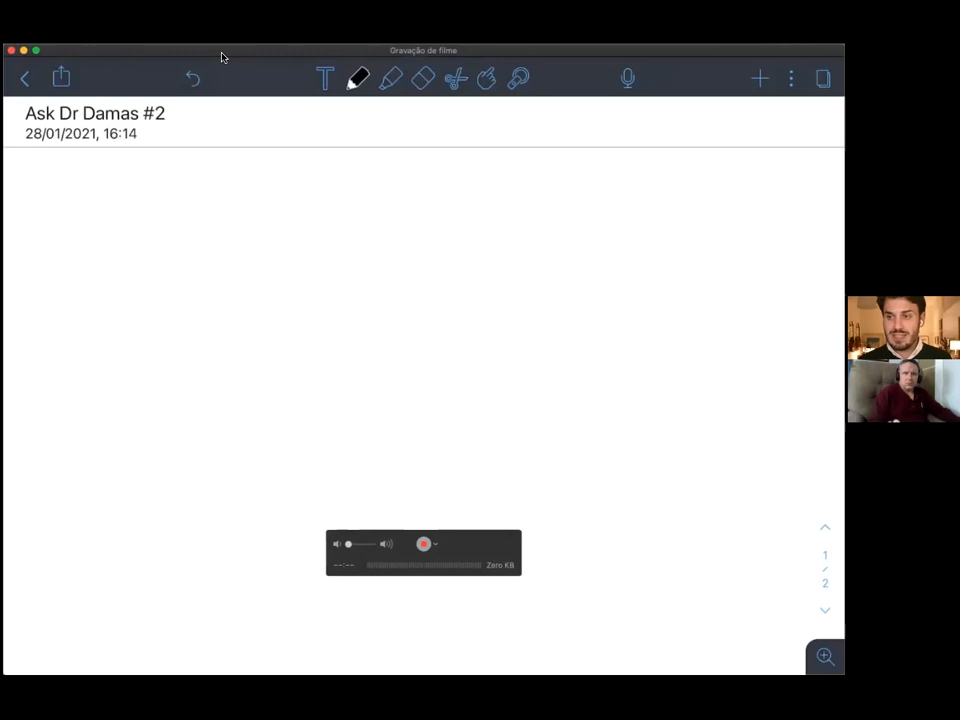 Gravação de filme
T
Ask Dr Damas #2
28/01/2021, 16:14
--:--
Zero KB
1
/
2